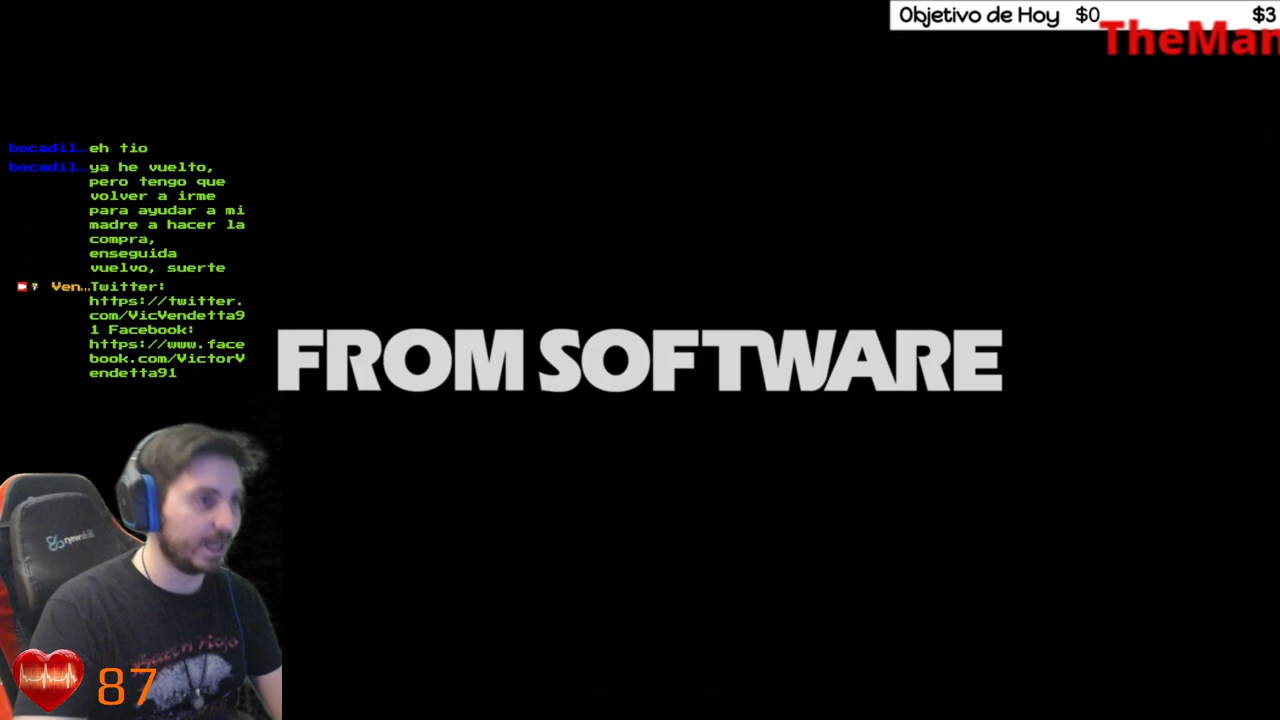 Objetivo de Hoy $0 $3
TheMan
bocadil…eh tio
bocadil…ya he vuelto,
pero tengo que
volver a irme
para ayudar a mi
madre a hacer la
compra,
enseguida
vuelvo, suerte
Ven…Twitter:
https://twitter.
com/VicVendetta9
1 Facebook:
https://www.face
book.com/VictorV
endetta91
FROM SOFTWARE
newskill
87